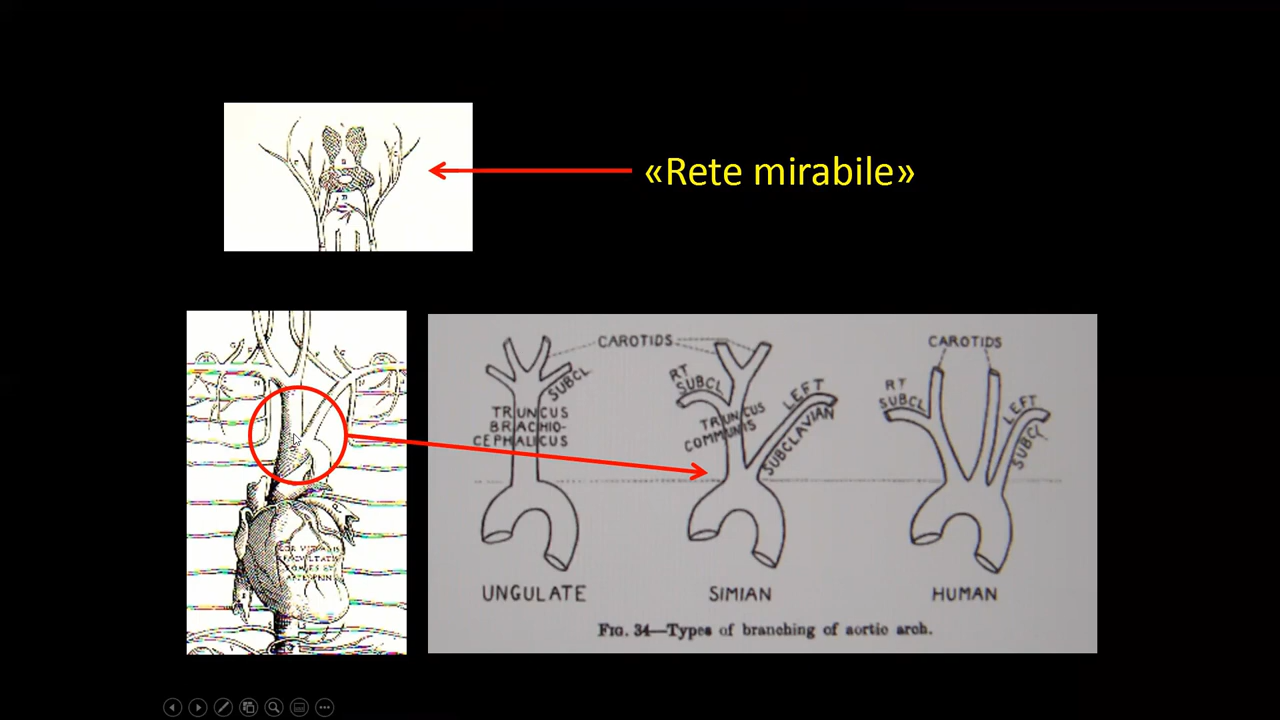 «Rete mirabile»
CAROTIDS
SUBCL
TRUNCUS
BRACHIO-
CEPHALICUS
UNGULATE
RT
SUBCL
TRUNCUS
COMMUNIS
LEFT
SUBCLAVIAN
SIMIAN
CAROTIDS
RT
SUBCL
LEFT
SUBCL
HUMAN
FIG. 34—Types of branching of aortic arch.